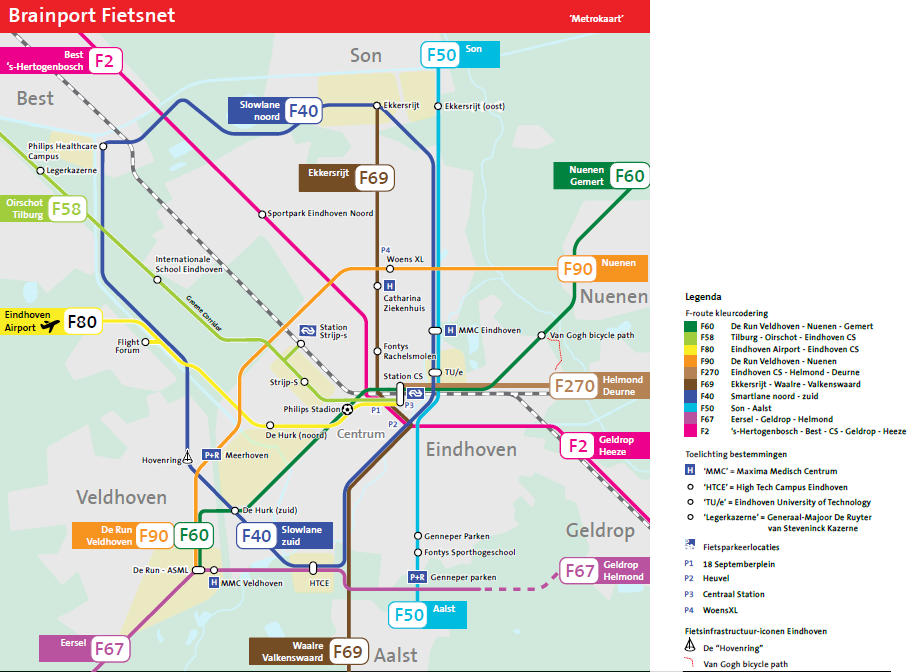 Brainport Fietsnet
'Metrokaart'
Best
's-Hertogenbosch
F2
Son
F50
Son
Best
Slowlane
noord
F40
Ekkersrijt
Ekkersrijt (oost)
Philips Healthcare
Campus
Legerkazerne
Ekkersrijt
F69
Nuenen
Gemert
F60
Oirschot
Tilburg
F58
Sportpark Eindhoven Noord
P4
Woens XL
Internationale
School Eindhoven
F90
Nuenen
H
Catharina
Ziekenhuis
Nuenen
Groene Corridor
Eindhoven
Airport
F80
Station
Strijp-s
H
MMC Eindhoven
Van Gogh bicycle path
Flight
Forum
Fontys
Rachelsmolen
Station CS
TU/e
Strijp-S
F270
Helmond
Deurne
Philips Stadion
P1
P3
P2
De Hurk (noord)
Centrum
F2
Geldrop
Heeze
Eindhoven
Hovenring
P+R
Meerhoven
Veldhoven
De Hurk (zuid)
De Run
Veldhoven
F90
F60
F40
Slowlane
zuid
Genneper Parken
Geldrop
Fontys Sporthogeschool
De Run - ASML
H
MMC Veldhoven
HTCE
P+R
Genneper parken
F67
Geldrop
Helmond
F50
Aalst
Eersel
F67
Waalre
Valkenswaard
F69
Aalst
Legenda
F-route kleurcodering
F60 De Run Veldhoven - Nuenen - Gemert
F58 Tilburg - Oirschot - Eindhoven CS
F80 Eindhoven Airport - Eindhoven CS
F90 De Run Veldhoven - Nuenen
F270 Eindhoven CS - Helmond - Deurne
F69 Ekkersrijt - Waalre - Valkenswaard
F40 Smartlane noord - zuid
F50 Son - Aalst
F67 Eersel - Geldrop - Helmond
F2 's-Hertogenbosch - Best - CS - Geldrop - Heeze
Toelichting bestemmingen
H 'MMC' = Maxima Medisch Centrum
'HTCE' = High Tech Campus Eindhoven
'TU/e' = Eindhoven University of Technology
'Legerkazerne' = Generaal-Majoor De Ruyter
van Steveninck Kazerne
Fietsparkeerlocaties
P1 18 Septemberplein
P2 Heuvel
P3 Centraal Station
P4 WoensXL
Fietsinfrastuctuur-iconen Eindhoven
De "Hovenring"
Van Gogh bicycle path